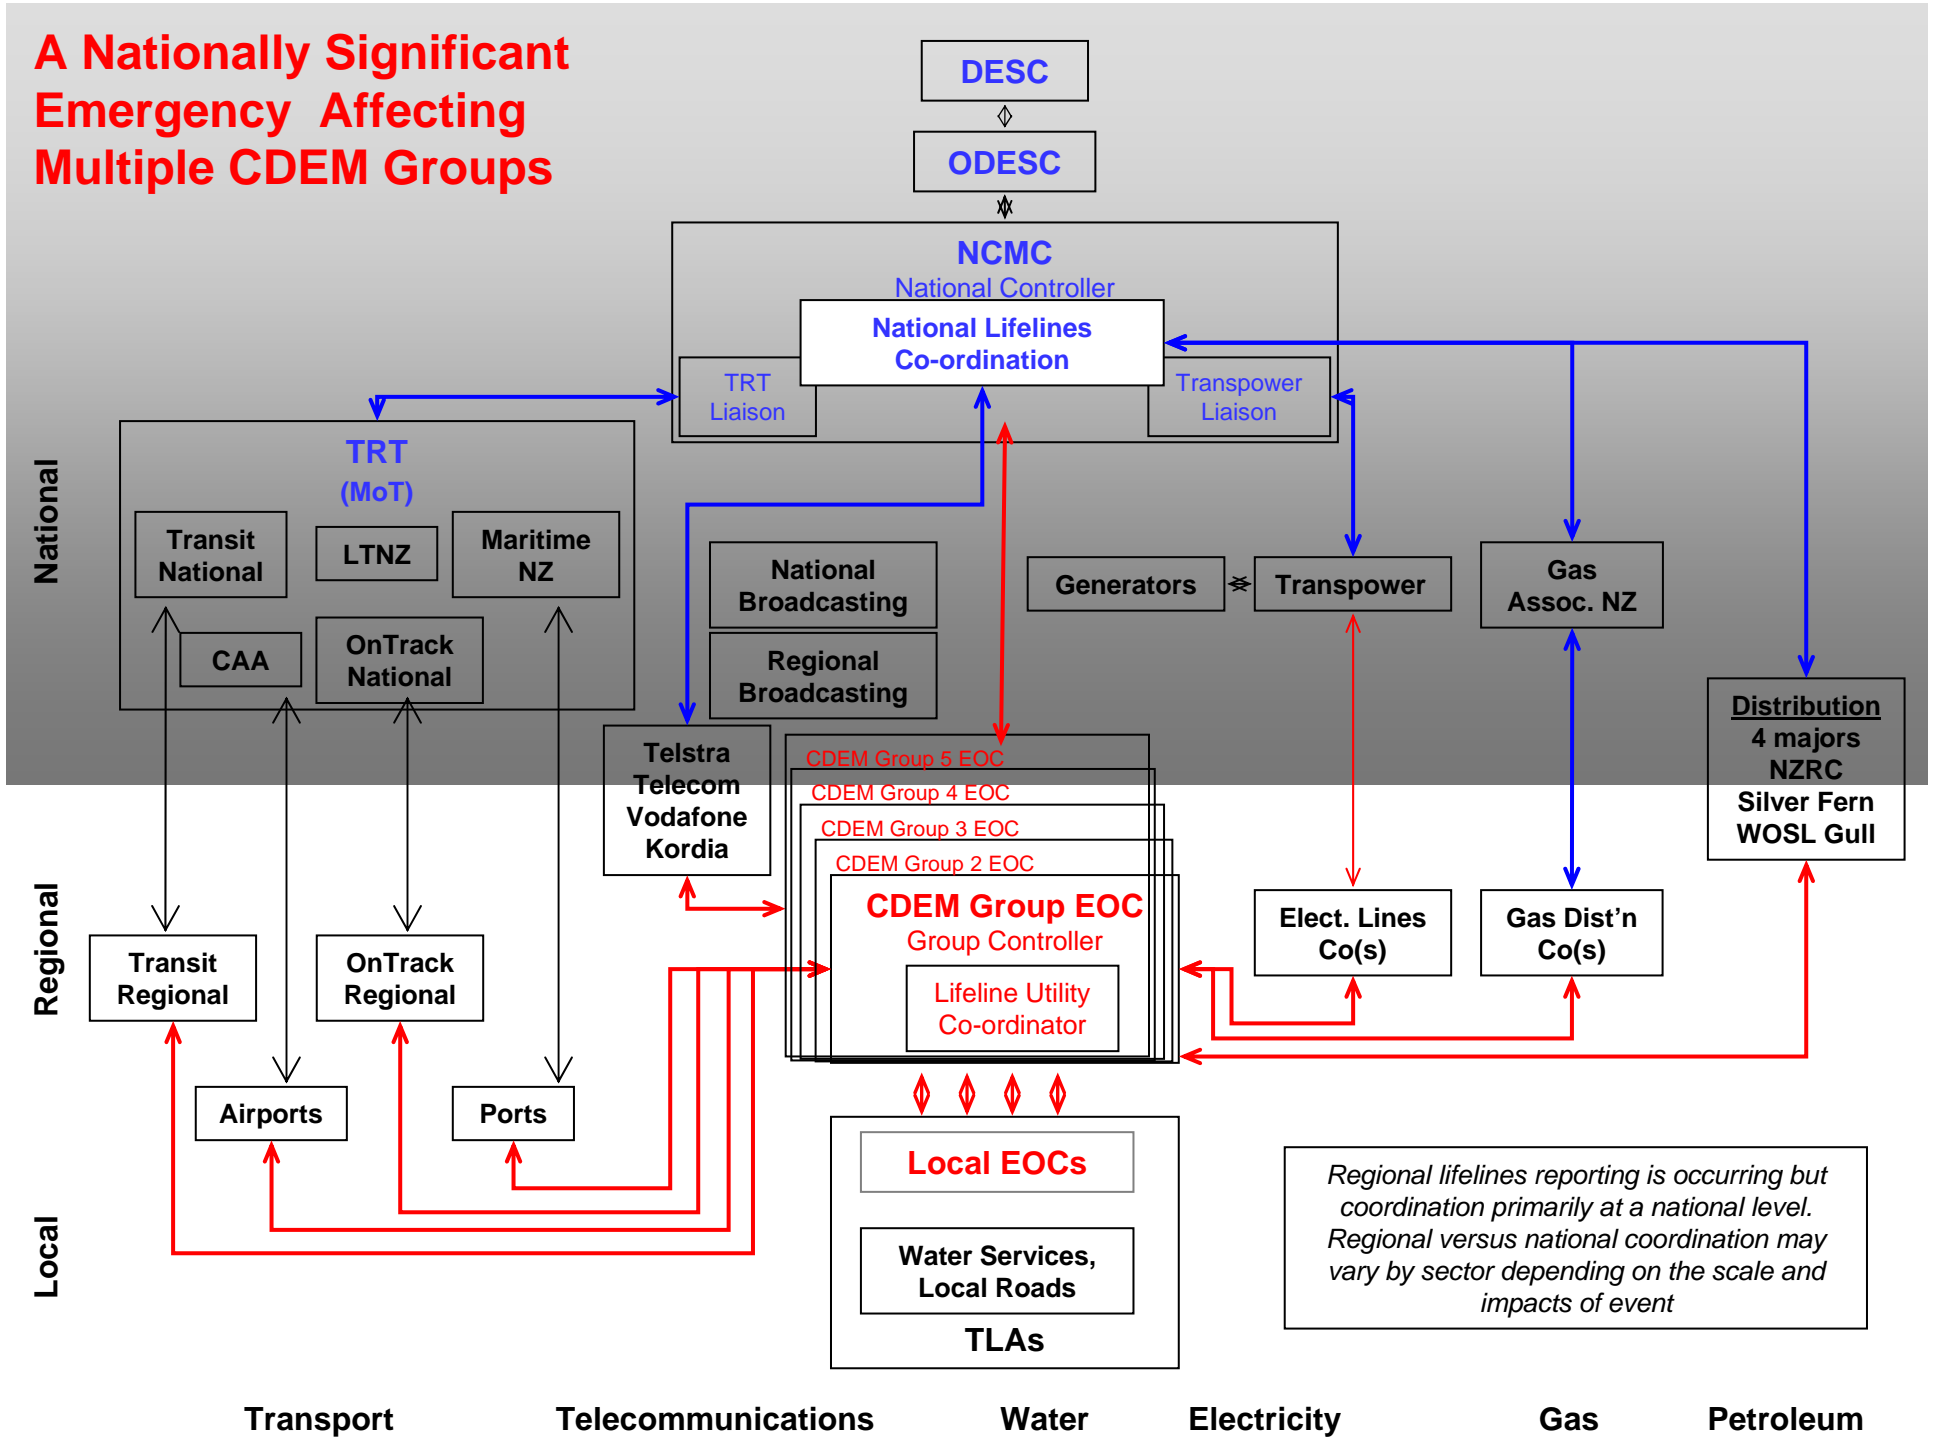 A Nationally Significant
Emergency Affecting
Multiple CDEM Groups
DESC
ODESC
NCMC
National Controller
National Lifelines
Co-ordination
TRT
Liaison
Transpower
Liaison
TRT
(MoT)
Transit
National
LTNZ
Maritime
NZ
CAA
OnTrack
National
National
Broadcasting
Regional
Broadcasting
Generators
Transpower
Gas
Assoc. NZ
Distribution
4 majors
NZRC
Silver Fern
WOSL Gull
Telstra
Telecom
Vodafone
Kordia
CDEM Group 5 EOC
CDEM Group 4 EOC
CDEM Group 3 EOC
CDEM Group 2 EOC
CDEM Group EOC
Group Controller
Lifeline Utility
Co-ordinator
Elect. Lines
Co(s)
Gas Dist’n
Co(s)
Transit
Regional
OnTrack
Regional
Airports
Ports
Local EOCs
Water Services,
Local Roads
TLAs
Regional lifelines reporting is occurring but
coordination primarily at a national level.
Regional versus national coordination may
vary by sector depending on the scale and
impacts of event
National
Regional
Local
Transport
Telecommunications
Water
Electricity
Gas
Petroleum